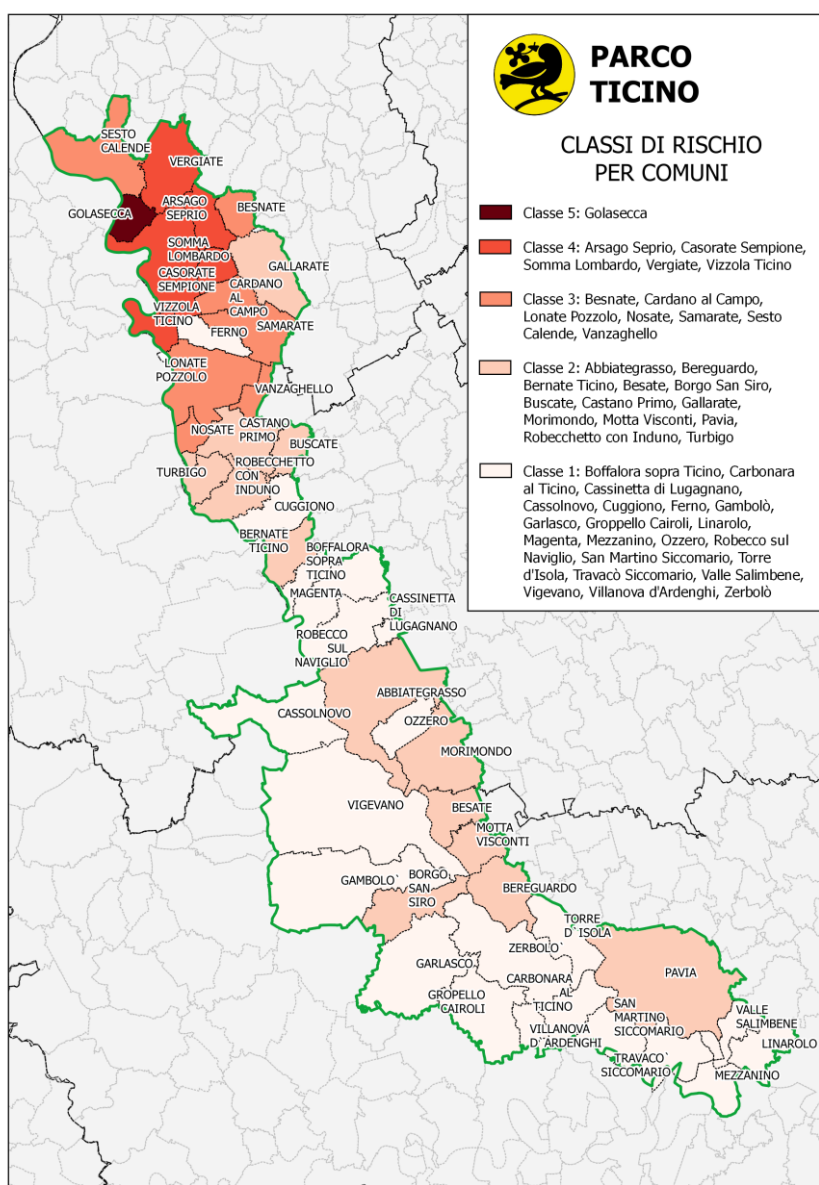 PARCO
TICINO
CLASSI DI RISCHIO
PER COMUNI
Classe 5: Golasecca
Classe 4: Arsago Seprio, Casorate Sempione,
Somma Lombardo, Vergiate, Vizzola Ticino
Classe 3: Besnate, Cardano al Campo,
Lonate Pozzolo, Nosate, Samarate, Sesto
Calende, Vanzaghello
Classe 2: Abbiategrasso, Bereguardo,
Bernate Ticino, Besate, Borgo San Siro,
Buscate, Castano Primo, Gallarate,
Morimondo, Motta Visconti, Pavia,
Robecchetto con Induno, Turbigo
Classe 1: Boffalora sopra Ticino, Carbonara
al Ticino, Cassinetta di Lugagnano,
Cassolnovo, Cuggiono, Ferno, Gambolò,
Garlasco, Groppello Cairoli, Linarolo,
Magenta, Mezzanino, Ozzero, Robecco sul
Naviglio, San Martino Siccomario, Torre
d'Isola, Travacò Siccomario, Valle Salimbene,
Vigevano, Villanova d'Ardenghi, Zerbolò
SESTO
CALENDE
VERGIATE
GOLASECCA
ARSAGO
SEPRIO
BESNATE
SOMMA
LOMBARDO
GALLARATE
CASORATE
SEMPIONE
CARDANO
AL
CAMPO
VIZZOLA
TICINO
FERNO
SAMARATE
LONATE
POZZOLO
VANZAGHELLO
NOSATE
CASTANO
PRIMO
BUSCATE
TURBIGO
ROBECCHETTO
CON
INDUNO
CUGGIONO
BERNATE
TICINO
BOFFALORA
SOPRA
TICINO
MAGENTA
CASSINETTA
DI
LUGAGNANO
ROBECCO
SUL
NAVIGLIO
ABBIATEGRASSO
CASSOLNOVO
OZZERO
MORIMONDO
VIGEVANO
BESATE
MOTTA
VISCONTI
GAMBOLO`
BORGO
SAN
SIRO
BEREGUARDO
TORRE
D`ISOLA
ZERBOLO`
GARLASCO
CARBONARA
AL
TICINO
PAVIA
GROPELLO
CAIROLI
SAN
MARTINO
SICCOMARIO
VALLE
SALIMBENE
VILLANOVA
D`ARDENGHI
LINAROLO
TRAVACO`
SICCOMARIO
MEZZANINO